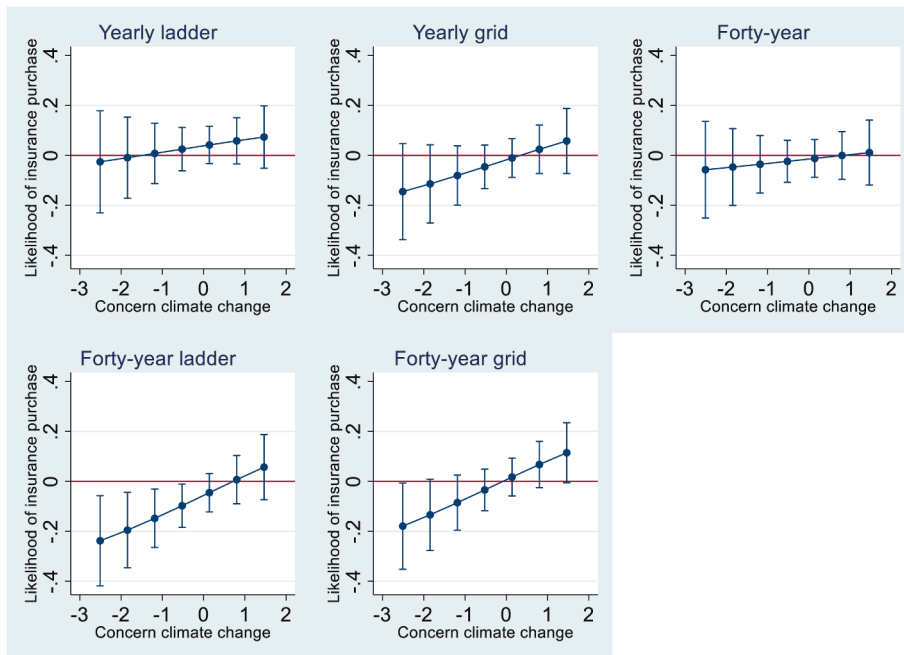 Yearly ladder
Likelihood of insurance purchase
.4
.2
0
-.2
-.4
-3 -2 -1 0 1 2
Concern climate change
Yearly grid
Likelihood of insurance purchase
.4
.2
0
-.2
-.4
-3 -2 -1 0 1 2
Concern climate change
Forty-year
Likelihood of insurance purchase
.4
.2
0
-.2
-.4
-3 -2 -1 0 1 2
Concern climate change
Forty-year ladder
Likelihood of insurance purchase
.4
.2
0
-.2
-.4
-3 -2 -1 0 1 2
Concern climate change
Forty-year grid
Likelihood of insurance purchase
.4
.2
0
-.2
-.4
-3 -2 -1 0 1 2
Concern climate change